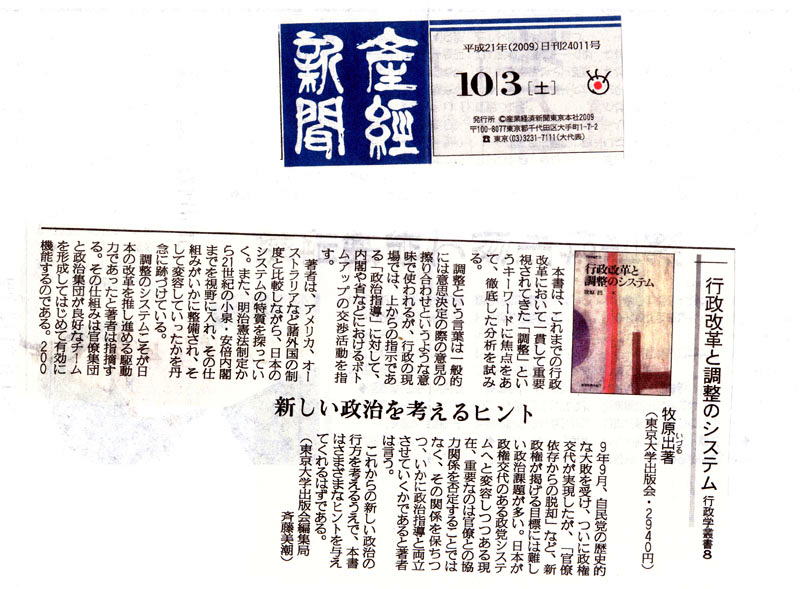 産經
新聞
平成21年(2009)日刊24011号
10|3[土]
発行所 ©産業経済新聞東京本社2009
〒100-8077東京都千代田区大手町1-7-2
☎ 東京(03)3231-7111(大代表)
行政改革と調整のシステム 行政学叢書8
牧原出著
いづる
(東京大学出版会・2940円)
行政改革と
調整のシステム
牧原 出 著
本書は、これまでの行政
改革において一貫して重要
視されてきた「調整」とい
うキーワードに焦点をあ
て、徹底した分析を試み
る。
調整という言葉は一般的
には意思決定の際の意見の
擦り合わせというような意
味で使われるが、行政の現
場では、上からの指示であ
る「政治指導」に対して、
内閣や省などにおけるボト
ムアップの交渉活動を指
す。
著者は、アメリカ、オー
ストラリアなど諸外国の制
度と比較しながら、日本の
システムの特質を探ってい
く。また、明治憲法制定か
ら21世紀の小泉・安倍内閣
までを視野に入れ、その仕
組みがいかに整備され、そ
して変容していったかを丹
念に跡づけている。
調整のシステムこそが日
本の改革を推し進める駆動
力であったと著者は指摘す
る。その仕組みは官僚集団
と政治集団が良好なチーム
を形成してはじめて有効に
機能するのである。200
新しい政治を考えるヒント
9年9月、自民党の歴史的
な大敗を受け、ついに政権
交代が実現したが、「官僚
依存からの脱却」など、新
政権が掲げる目標には難し
い政治課題が多い。日本が
政権交代のある政党システ
ムへと変容しつつある現
在、重要なのは官僚との協
力関係を否定することでは
なく、その関係を保ちつ
つ、いかに政治指導と両立
させていくかであると著者
は言う。
これからの新しい政治の
行方を考えるうえで、本書
はさまざまなヒントを与え
てくれるはずである。
(東京大学出版会編集局
斉藤美潮)